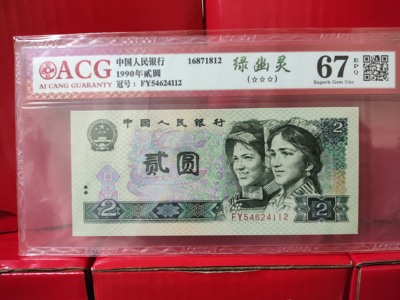 ACG
AI CANG GUARANTY
中国人民银行 16871812
1990年贰圆
冠号：FY54624112
绿幽灵
(☆☆☆)
67 EPQ
Superb Gem Unc
中国人民银行
贰圆
2
2
2
FY54624112